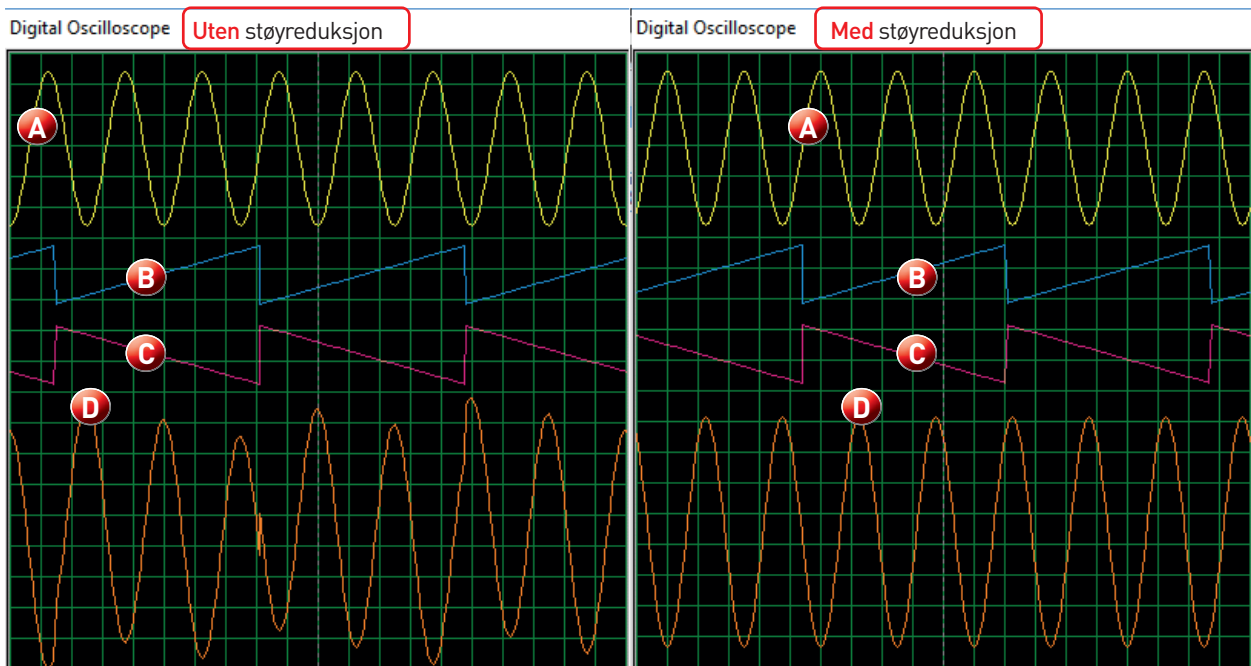 Digital Oscilloscope
Uten støyreduksjon
A
B
C
D
Digital Oscilloscope
Med støyreduksjon
A
B
C
D